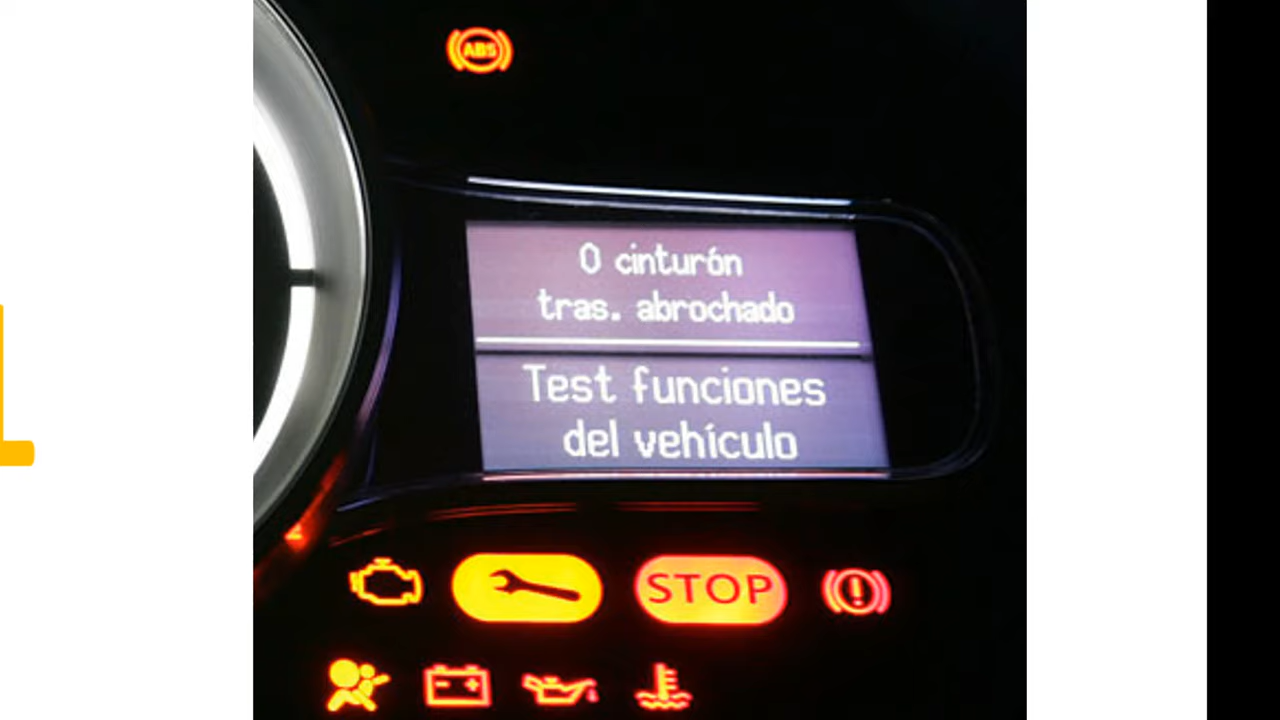 ABS
0 cinturón
tras. abrochado
Test funciones
del vehículo
STOP